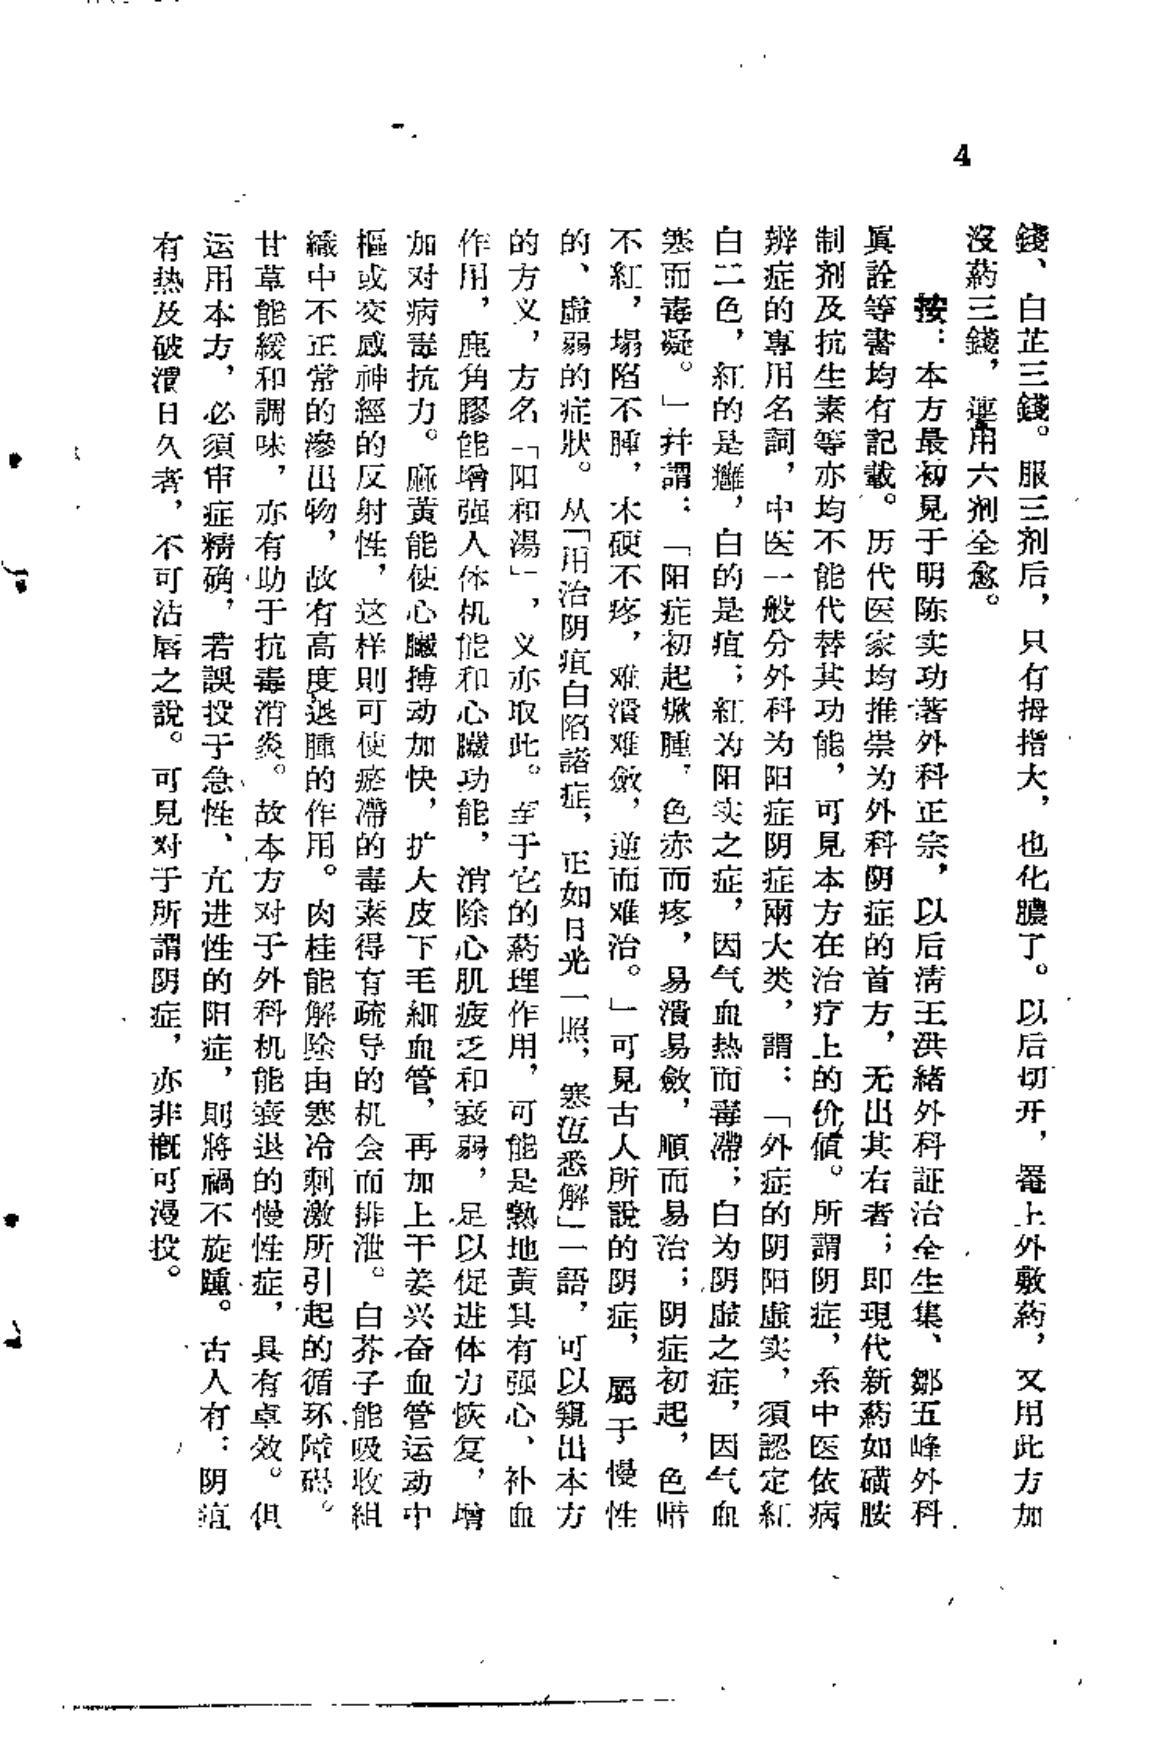 4
錢、白芷三錢。服三剂后，只有拇指大，也化膿了。以后切开，罨上外敷葯，又用此方加
沒葯三錢，連用六剂全愈。
按：本方最初見于明陈实功著外科正宗，以后淸王洪緒外科証治全生集、鄒五峰外科
眞詮等書均有記載。历代医家均推崇为外科阴症的首方，无出其右者；即現代新葯如磺胺
制剂及抗生素等亦均不能代替其功能，可見本方在治疗上的价値。所謂阴症，系中医依病
辨症的專用名詞，中医一般分外科为阳症阴症兩大类，謂：「外症的阴阳虛实，須認定紅
白二色，紅的是癰，白的是疽；紅为阳实之症，因气血热而毒滯；白为阴虛之症，因气血
寒而毒凝。」幷謂：「阳症初起焮腫，色赤而疼，易潰易斂，順而易治；阴症初起，色暗
不紅，塌陷不腫，木硬不疼，难潰难斂，逆而难治。」可見古人所說的阴症，屬于慢性
的、虛弱的症狀。从「用治阴疽白陷諸症，正如日光一照，寒沍悉解」一語，可以窺出本方
的方义，方名「阳和湯」，义亦取此。至于它的葯理作用，可能是熟地黃其有强心、补血
作用，鹿角膠能增强人体机能和心臟功能，消除心肌疲乏和衰弱，足以促进体力恢复，增
加对病毒抗力。麻黃能使心臟搏动加快，扩大皮下毛細血管，再加上干姜兴奋血管运动中
樞或交感神經的反射性，这样則可使瘀滯的毒素得有疏导的机会而排泄。白芥子能吸收組
織中不正常的滲出物，故有高度退腫的作用。肉桂能解除由寒冷刺激所引起的循环障碍。
甘草能緩和調味，亦有助于抗毒消炎。故本方对于外科机能衰退的慢性症，具有卓效。但
运用本方，必須审症精确，若誤投于急性、亢进性的阳症，則將禍不旋踵。古人有：阴疽
有热及破潰日久者，不可沾唇之說。可見对于所謂阴症，亦非槪可漫投。